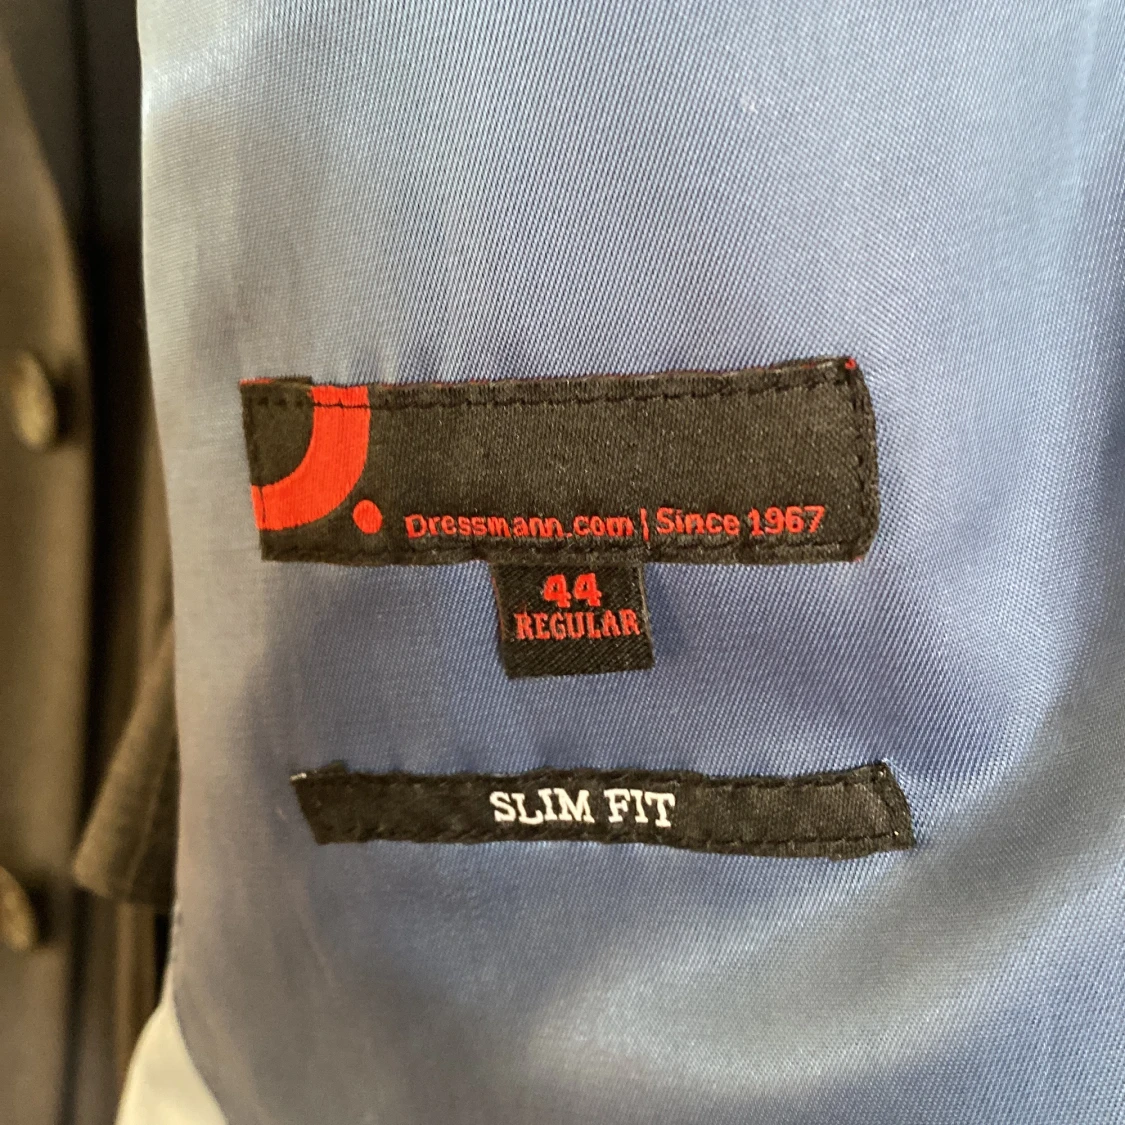 Dressmann.com | Since 1967
44
REGULAR
SLIM FIT